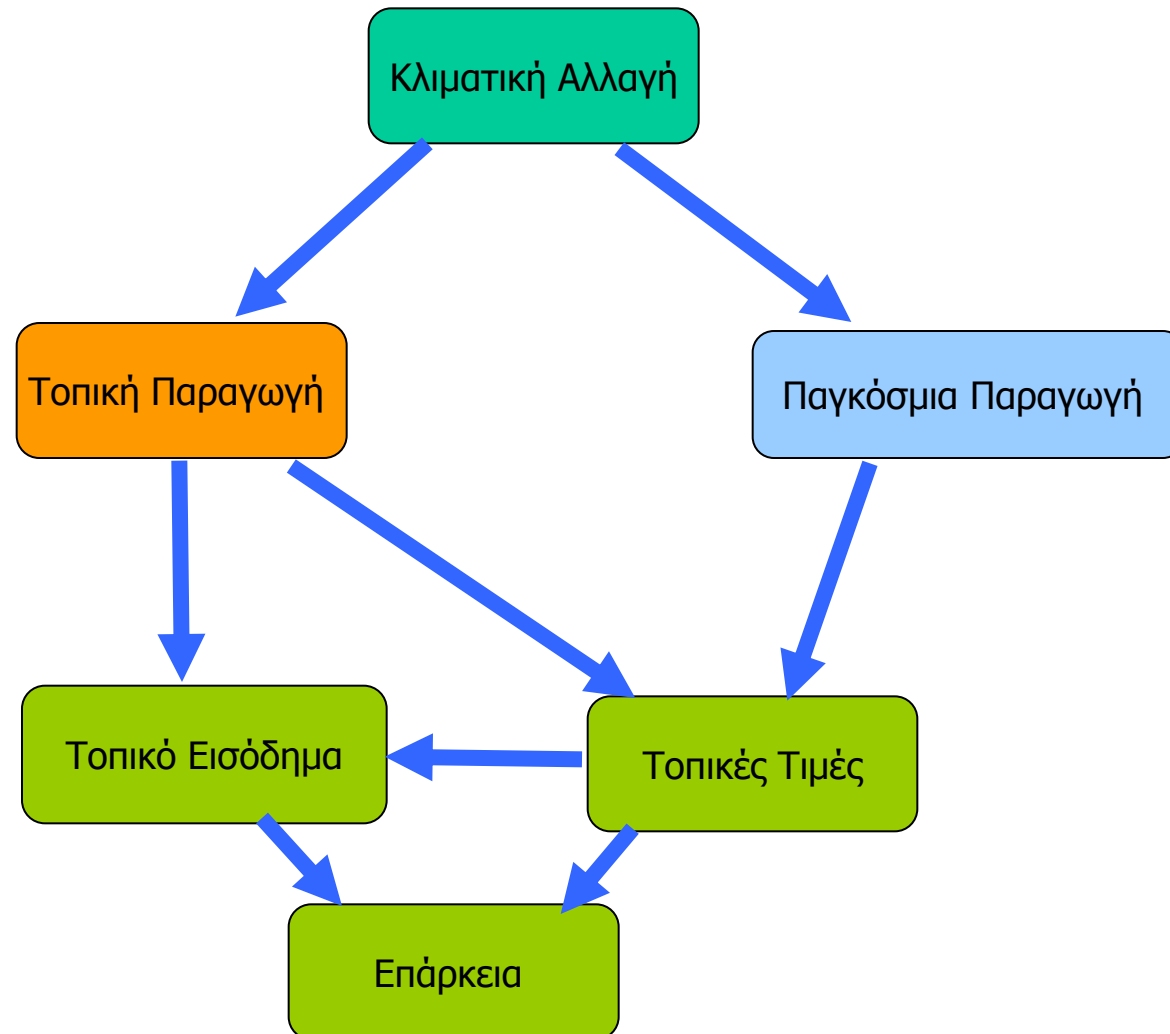 Κλιματική Αλλαγή
Τοπική Παραγωγή
Παγκόσμια Παραγωγή
Τοπικό Εισόδημα
Τοπικές Τιμές
Επάρκεια